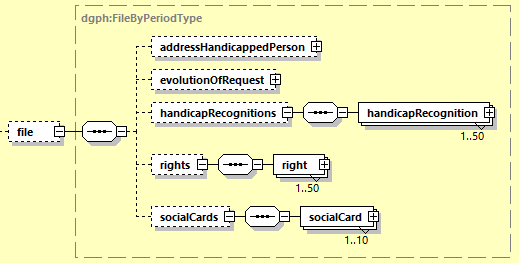 dgph:FileByPeriodType
addressHandicappedPerson
evolutionOfRequest
handicapRecognitions
handicapRecognition
1..50
file
rights
right
1..50
socialCards
socialCard
1..10